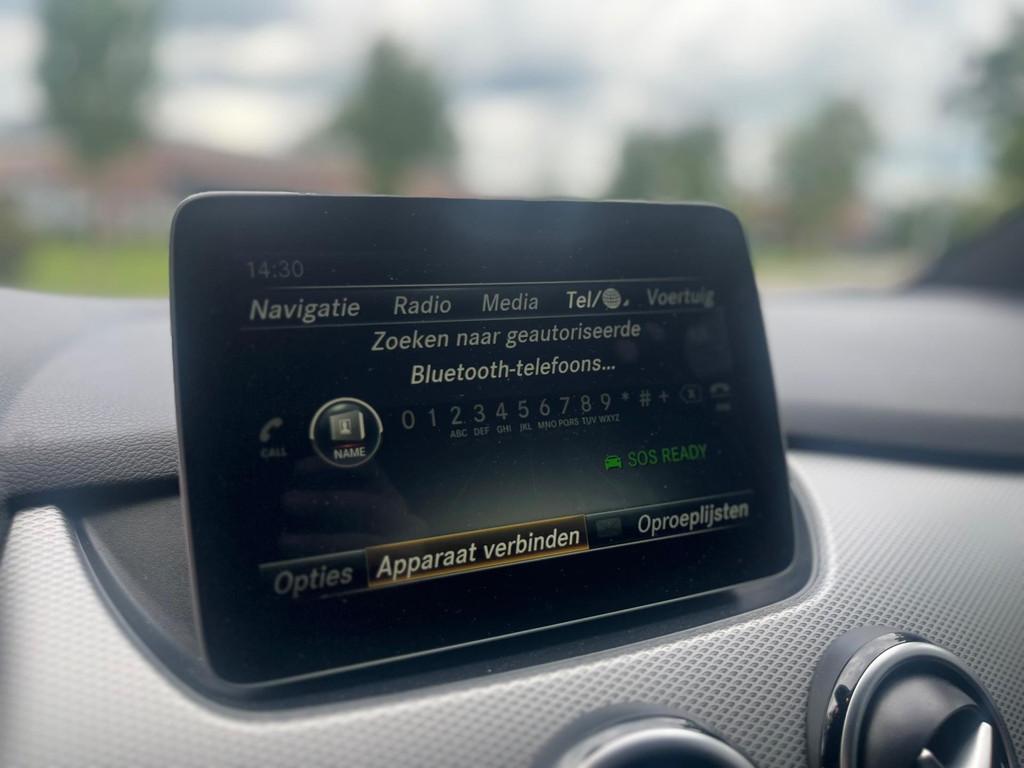 14:30
Navigatie Radio Media Tel/ Voertuig
Zoeken naar geautoriseerde
Bluetooth-telefoons...
CALL NAME 0 1 2 3 4 5 6 7 8 9 * # +
ABC DEF GHI JKL MNO PQRS TUV WXYZ
SOS READY
Opties Apparaat verbinden Oproeplijsten